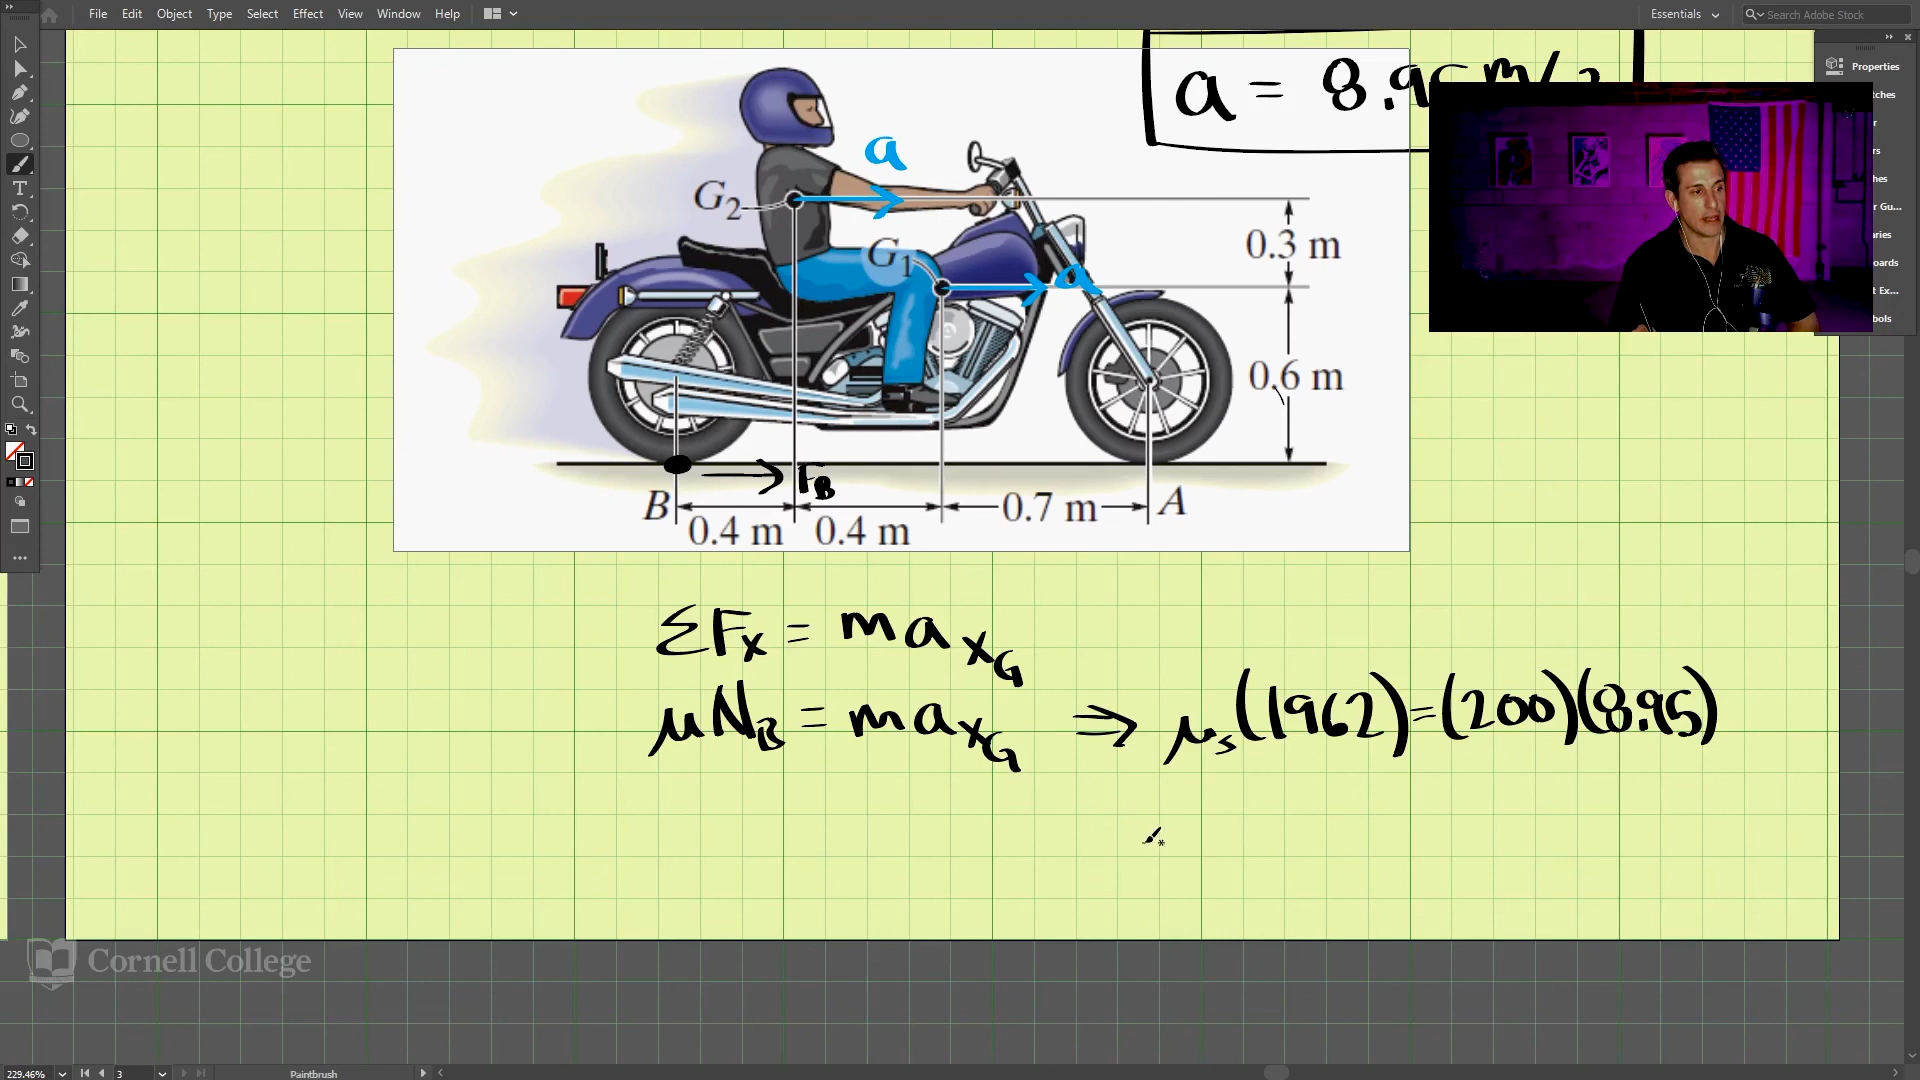 File Edit Object Type Select Effect View Window Help
Essentials
Search Adobe Stock
Properties
a = 8.95 m/
G2
a
G1
a
0.3 m
0.6 m
FB
B
A
0.4 m
0.4 m
0.7 m
ΣFx = maxG
μNB = maxG ⇒ μs(1962)=(200)(8.95)
Cornell College
229.46%
3
Paintbrush